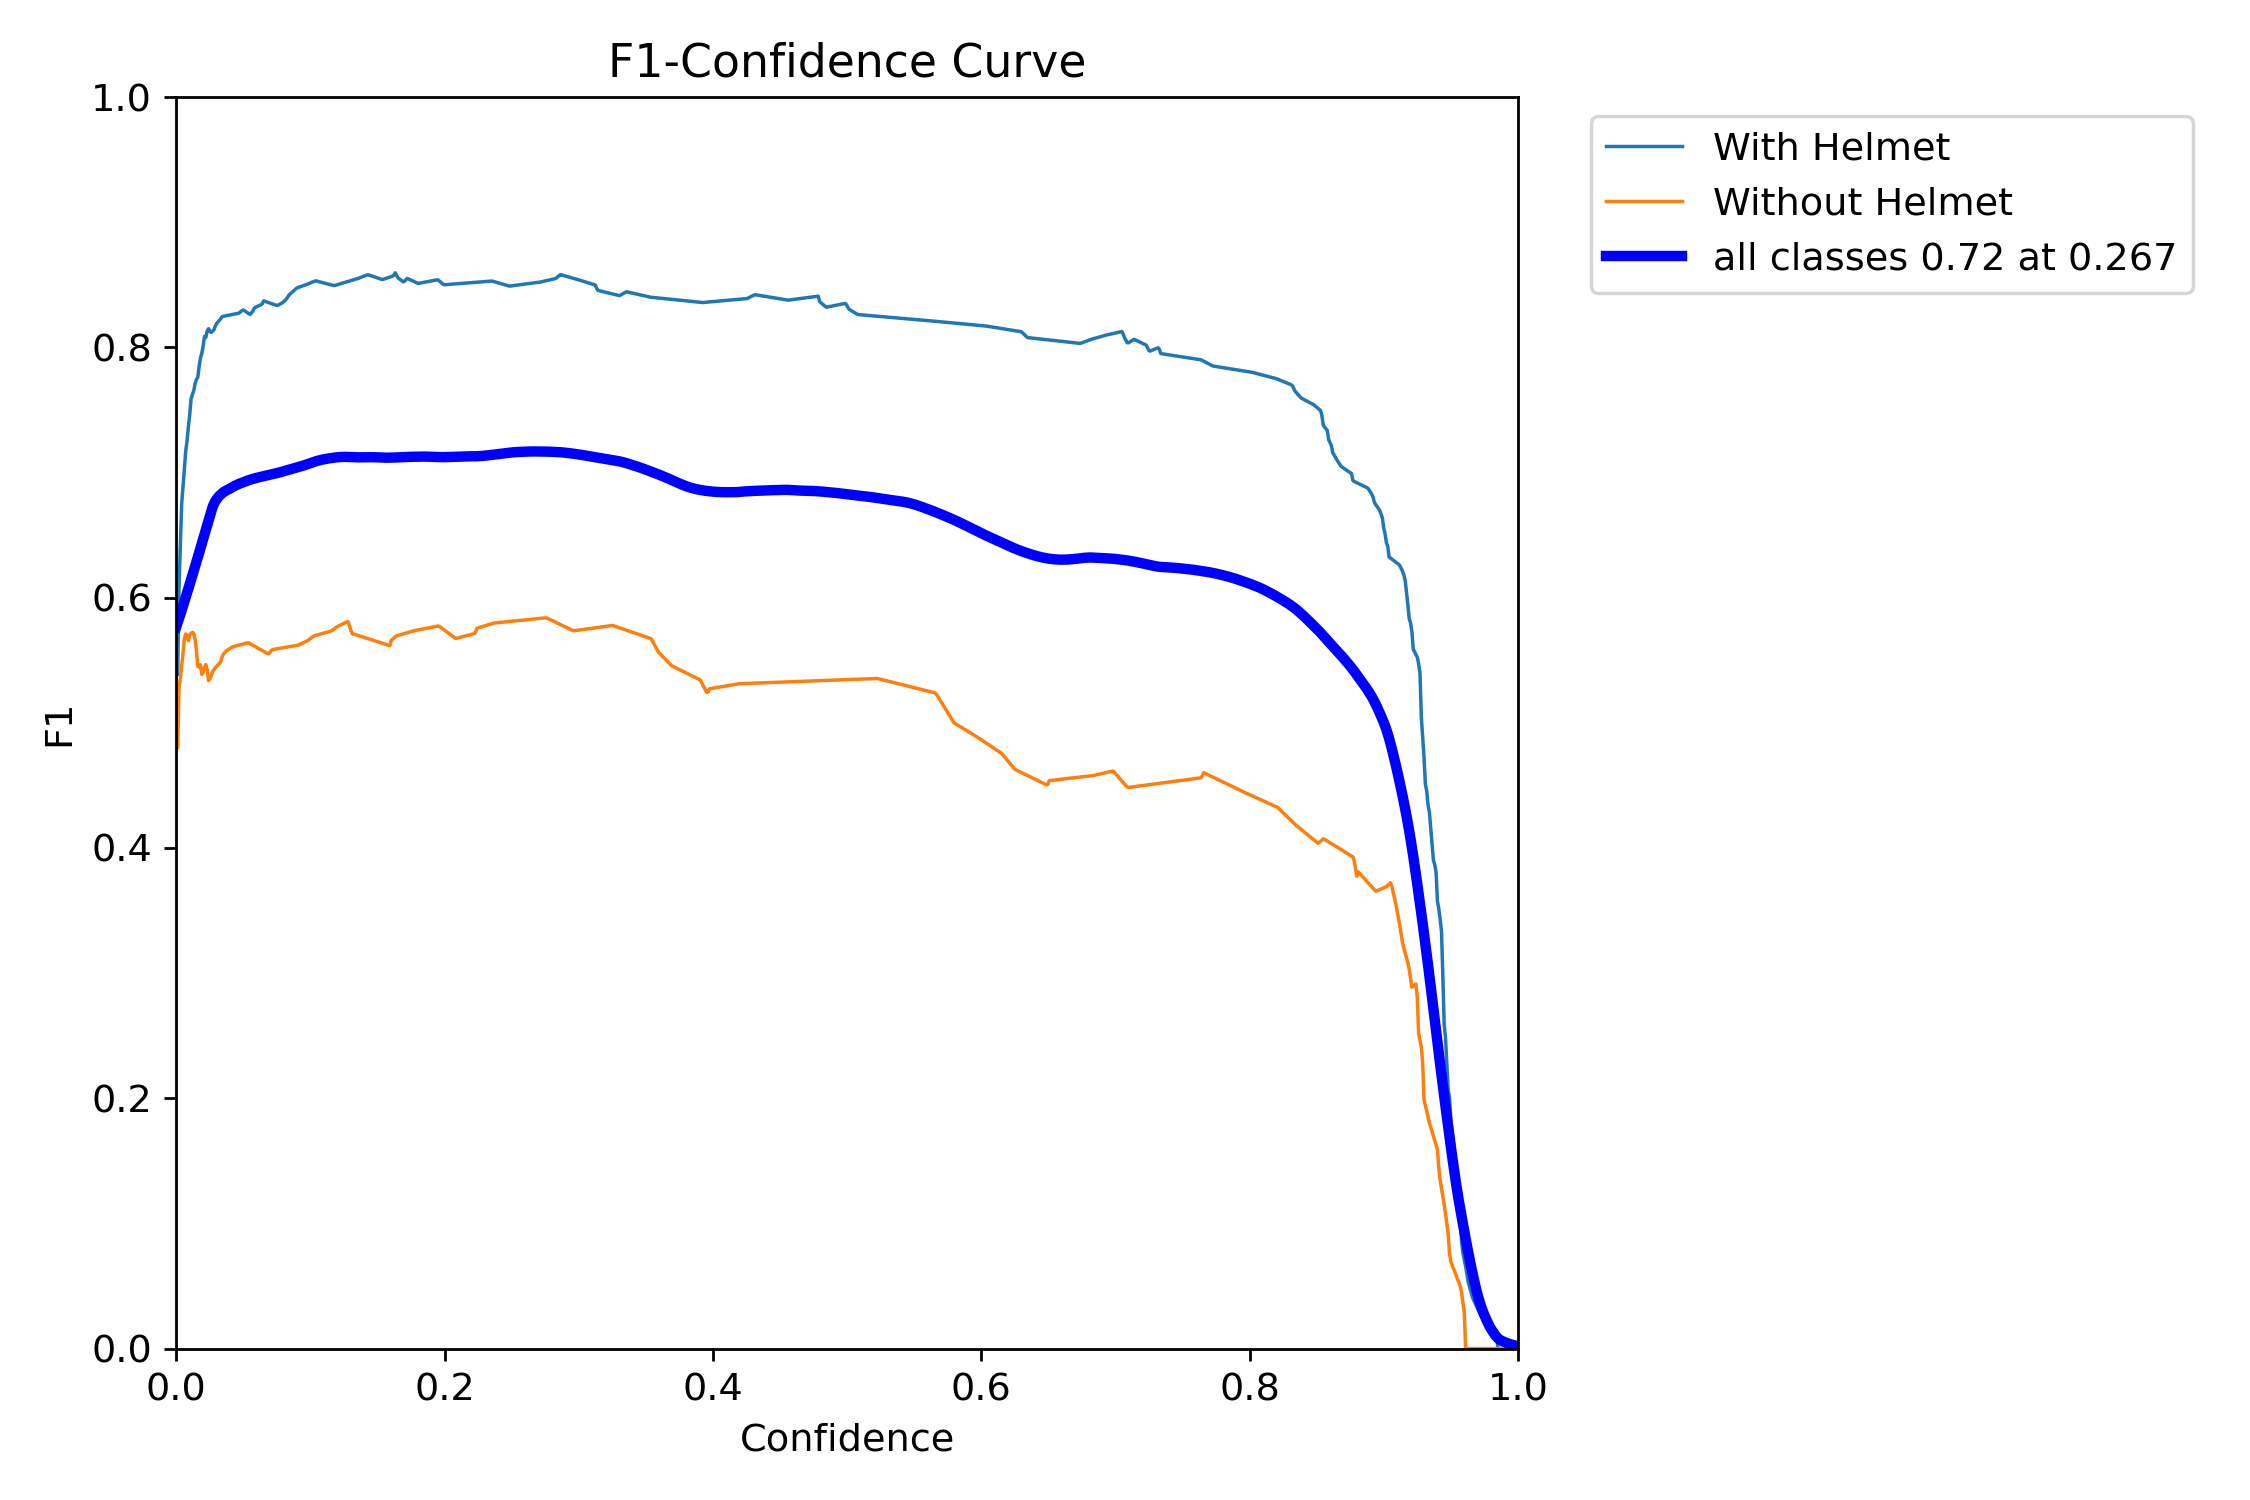 F1-Confidence Curve
1.0
0.8
0.6
0.4
0.2
0.0
F1
0.0 0.2 0.4 0.6 0.8 1.0
Confidence
With Helmet
Without Helmet
all classes 0.72 at 0.267